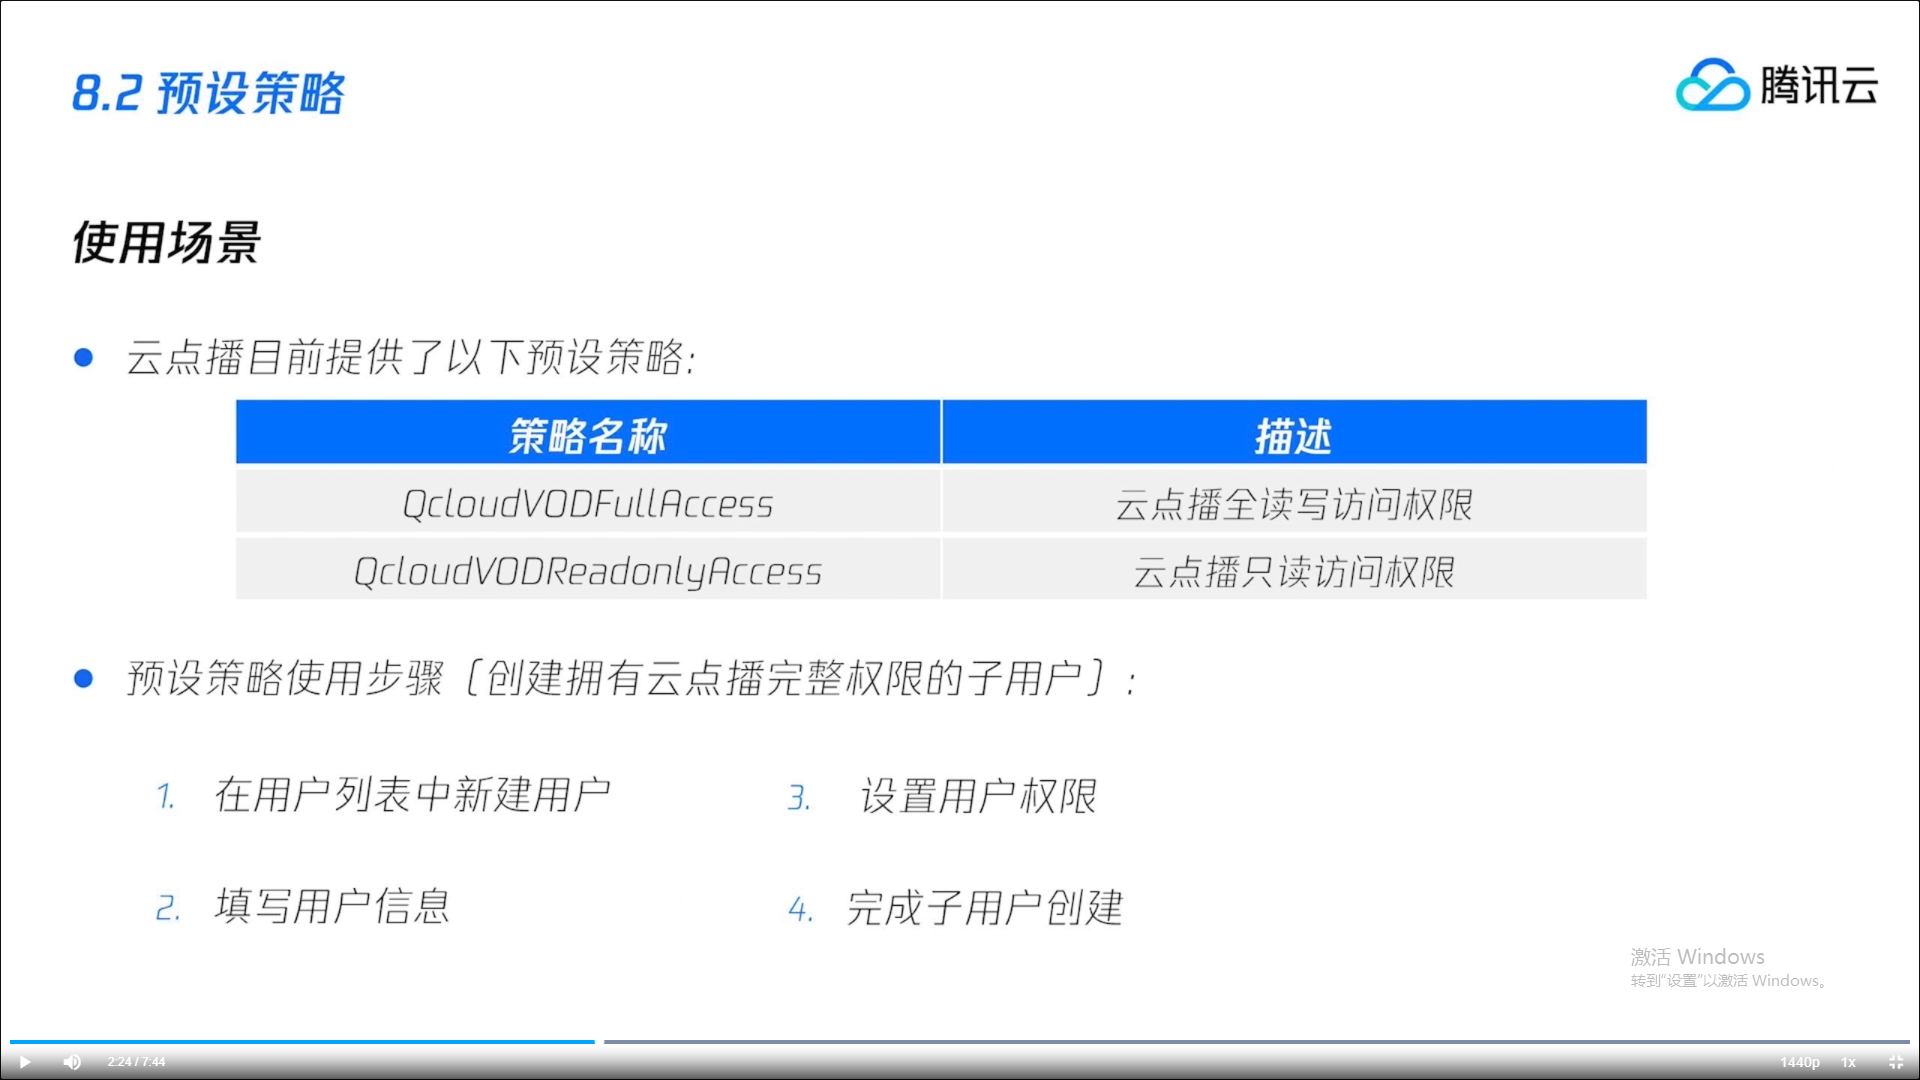 8.2 预设策略
腾讯云
使用场景
云点播目前提供了以下预设策略:
策略名称 描述
QcloudVODFullAccess 云点播全读写访问权限
QcloudVODReadonlyAccess 云点播只读访问权限
预设策略使用步骤（创建拥有云点播完整权限的子用户）:
1. 在用户列表中新建用户
2. 填写用户信息
3. 设置用户权限
4. 完成子用户创建
激活 Windows
转到“设置”以激活 Windows。
2:24 / 7:44 1440p 1x